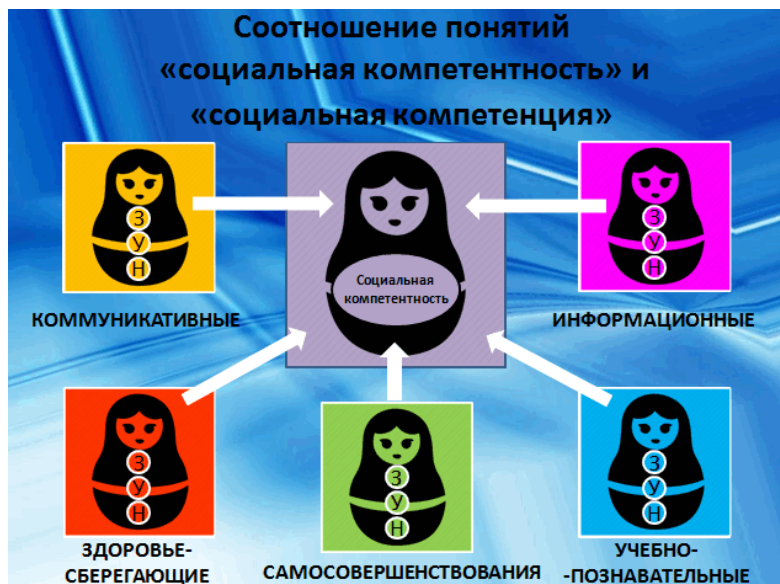 Соотношение понятий
«социальная компетентность» и
«социальная компетенция»
З
У
Н
КОММУНИКАТИВНЫЕ
Социальная
компетентность
З
У
Н
ИНФОРМАЦИОННЫЕ
З
У
Н
ЗДОРОВЬЕ-
СБЕРЕГАЮЩИЕ
З
У
Н
САМОСОВЕРШЕНСТВОВАНИЯ
З
У
Н
УЧЕБНО-
-ПОЗНАВАТЕЛЬНЫЕ